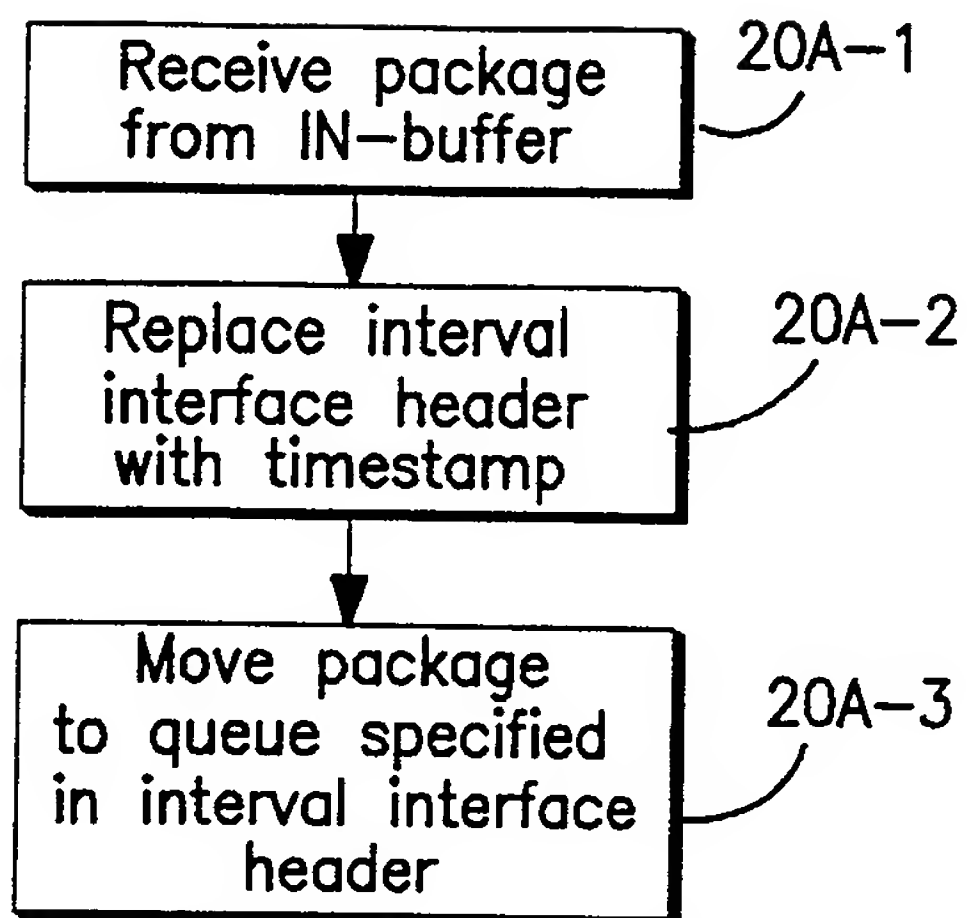 Receive package
from IN-buffer
20A-1
Replace interval
interface header
with timestamp
20A-2
Move package
to queue specified
in interval interface
header
20A-3